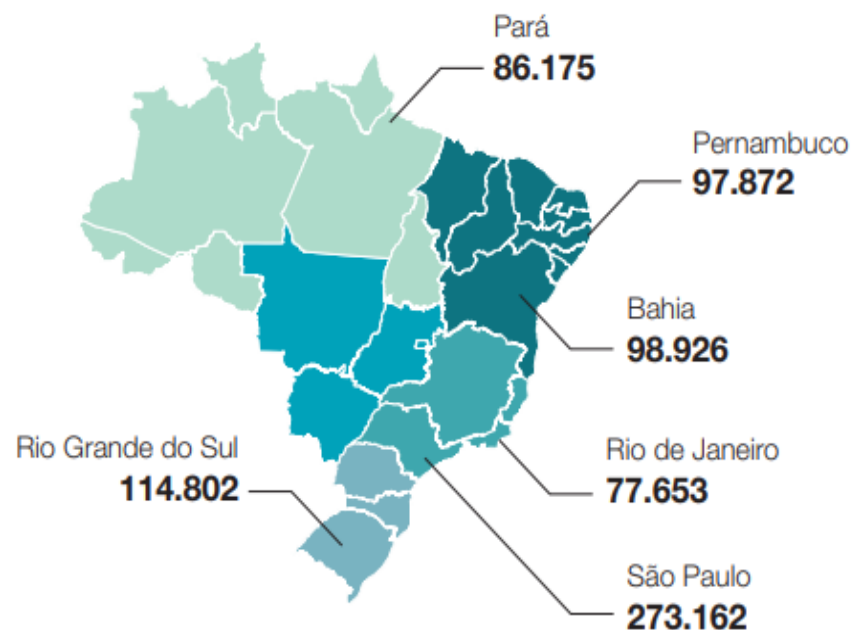 Pará
86.175
Pernambuco
97.872
Bahia
98.926
Rio Grande do Sul
114.802
Rio de Janeiro
77.653
São Paulo
273.162